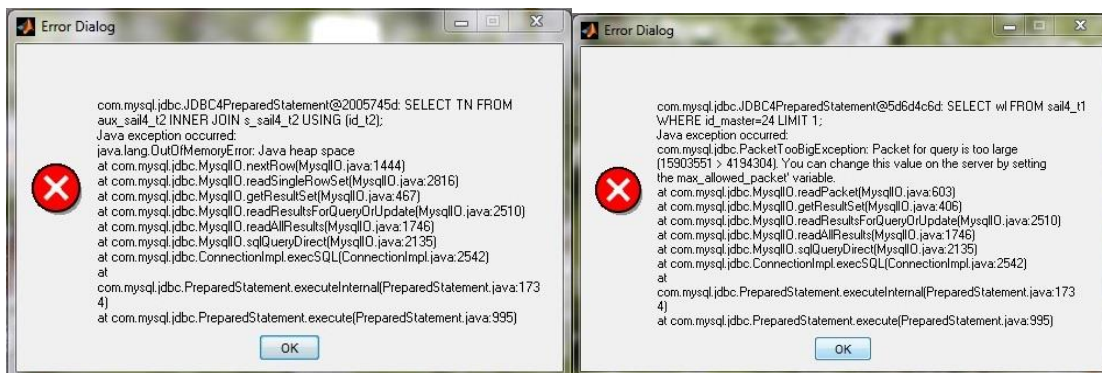 Error Dialog
com.mysql.jdbc.JDBC4PreparedStatement@2005745d: SELECT TN FROM
aux_sail4_t2 INNER JOIN s_sail4_t2 USING (id_t2);
Java exception occurred:
java.lang.OutOfMemoryError: Java heap space
at com.mysql.jdbc.MysqlIO.nextRow(MysqlIO.java:1444)
at com.mysql.jdbc.MysqlIO.readSingleRowSet(MysqlIO.java:2816)
at com.mysql.jdbc.MysqlIO.getResultSet(MysqlIO.java:467)
at com.mysql.jdbc.MysqlIO.readResultsForQueryOrUpdate(MysqlIO.java:2510)
at com.mysql.jdbc.MysqlIO.readAllResults(MysqlIO.java:1746)
at com.mysql.jdbc.MysqlIO.sqlQueryDirect(MysqlIO.java:2135)
at com.mysql.jdbc.ConnectionImpl.execSQL(ConnectionImpl.java:2542)
at
com.mysql.jdbc.PreparedStatement.executeInternal(PreparedStatement.java:173
4)
at com.mysql.jdbc.PreparedStatement.execute(PreparedStatement.java:995)
OK
Error Dialog
com.mysql.jdbc.JDBC4PreparedStatement@5d6d4c6d: SELECT wl FROM sail4_t1
WHERE id_master=24 LIMIT 1;
Java exception occurred:
com.mysql.jdbc.PacketTooBigException: Packet for query is too large
(15903551 > 4194304). You can change this value on the server by setting
the max_allowed_packet' variable.
at com.mysql.jdbc.MysqlIO.readPacket(MysqlIO.java:603)
at com.mysql.jdbc.MysqlIO.getResultSet(MysqlIO.java:406)
at com.mysql.jdbc.MysqlIO.readResultsForQueryOrUpdate(MysqlIO.java:2510)
at com.mysql.jdbc.MysqlIO.readAllResults(MysqlIO.java:1746)
at com.mysql.jdbc.MysqlIO.sqlQueryDirect(MysqlIO.java:2135)
at com.mysql.jdbc.ConnectionImpl.execSQL(ConnectionImpl.java:2542)
at
com.mysql.jdbc.PreparedStatement.executeInternal(PreparedStatement.java:173
4)
at com.mysql.jdbc.PreparedStatement.execute(PreparedStatement.java:995)
OK